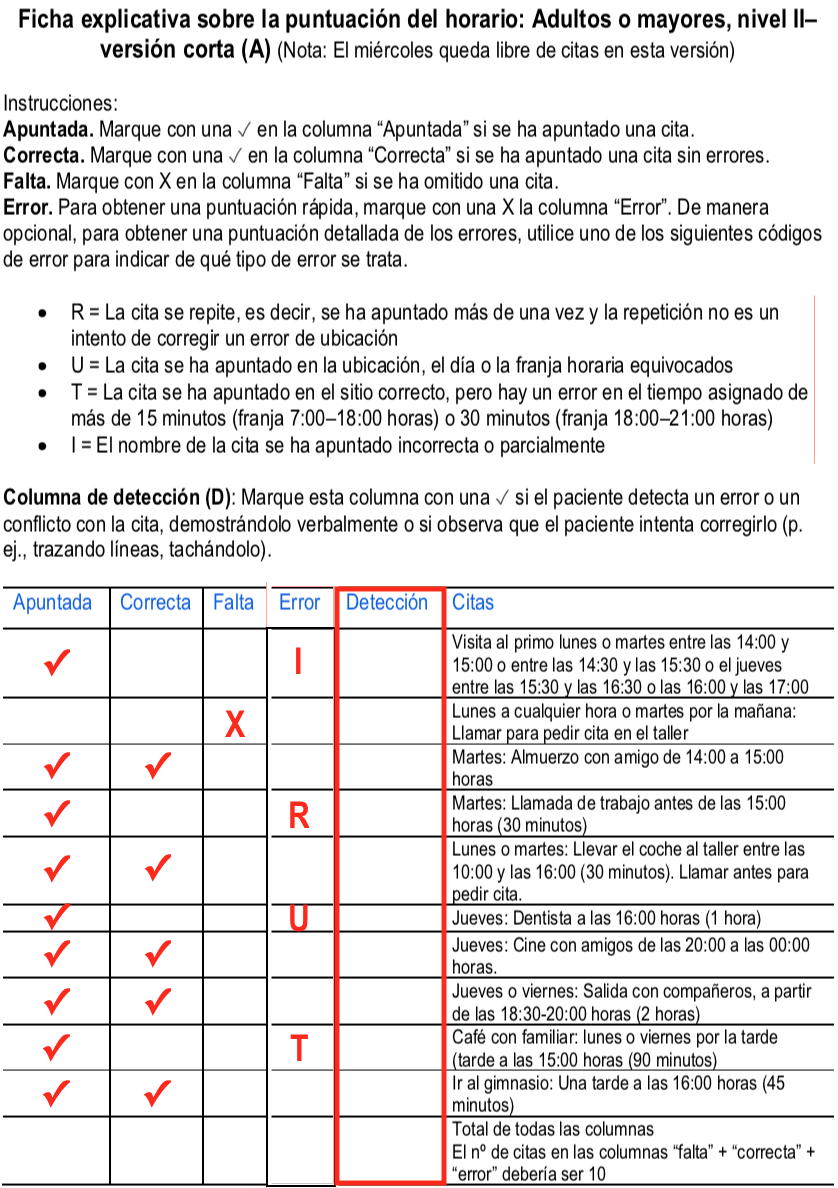 Ficha explicativa sobre la puntuación del horario: Adultos o mayores, nivel II–
versión corta (A) (Nota: El miércoles queda libre de citas en esta versión)
Instrucciones:
Apuntada. Marque con una ✓ en la columna “Apuntada” si se ha apuntado una cita.
Correcta. Marque con una ✓ en la columna “Correcta” si se ha apuntado una cita sin errores.
Falta. Marque con X en la columna “Falta” si se ha omitido una cita.
Error. Para obtener una puntuación rápida, marque con una X la columna “Error”. De manera
opcional, para obtener una puntuación detallada de los errores, utilice uno de los siguientes códigos
de error para indicar de qué tipo de error se trata.
• R = La cita se repite, es decir, se ha apuntado más de una vez y la repetición no es un
intento de corregir un error de ubicación
• U = La cita se ha apuntado en la ubicación, el día o la franja horaria equivocados
• T = La cita se ha apuntado en el sitio correcto, pero hay un error en el tiempo asignado de
más de 15 minutos (franja 7:00–18:00 horas) o 30 minutos (franja 18:00–21:00 horas)
• I = El nombre de la cita se ha apuntado incorrecta o parcialmente
Columna de detección (D): Marque esta columna con una ✓ si el paciente detecta un error o un
conflicto con la cita, demostrándolo verbalmente o si observa que el paciente intenta corregirlo (p.
ej., trazando líneas, tachándolo).
Apuntada Correcta Falta Error Detección Citas
✓ I Visita al primo lunes o martes entre las 14:00 y
15:00 o entre las 14:30 y las 15:30 o el jueves
entre las 15:30 y las 16:30 o las 16:00 y las 17:00
X Lunes a cualquier hora o martes por la mañana:
Llamar para pedir cita en el taller
✓ ✓ Martes: Almuerzo con amigo de 14:00 a 15:00
horas
✓ R Martes: Llamada de trabajo antes de las 15:00
horas (30 minutos)
✓ ✓ Lunes o martes: Llevar el coche al taller entre las
10:00 y las 16:00 (30 minutos). Llamar antes para
pedir cita.
✓ U Jueves: Dentista a las 16:00 horas (1 hora)
✓ ✓ Jueves: Cine con amigos de las 20:00 a las 00:00
horas.
✓ ✓ Jueves o viernes: Salida con compañeros, a partir
de las 18:30-20:00 horas (2 horas)
✓ T Café con familiar: lunes o viernes por la tarde
(tarde a las 15:00 horas (90 minutos)
✓ ✓ Ir al gimnasio: Una tarde a las 16:00 horas (45
minutos)
Total de todas las columnas
El nº de citas en las columnas “falta” + “correcta” +
“error” debería ser 10